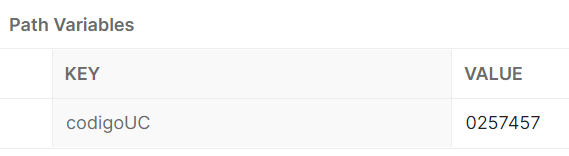 Path Variables
KEY VALUE
codigoUC 0257457